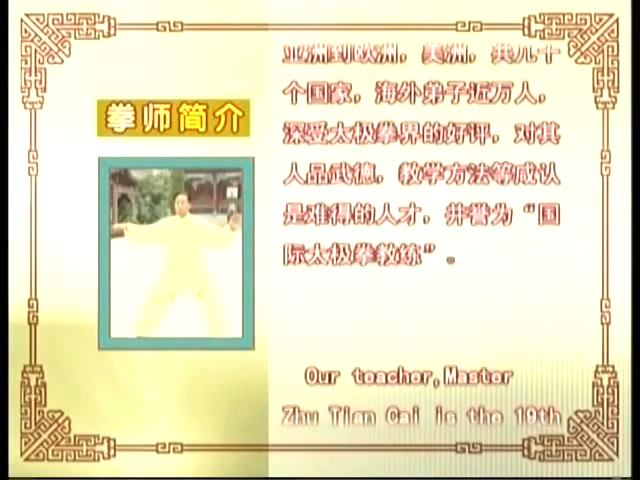 拳师简介
亚洲到欧洲，美洲，共几十
个国家，海外弟子近万人，
深受太极拳界的好评，对其
人品武德，教学方法等咸认
是难得的人才，并誉为“国
际太极拳教练”。
Our teacher,Master
Zhu Tian Cai is the 19th